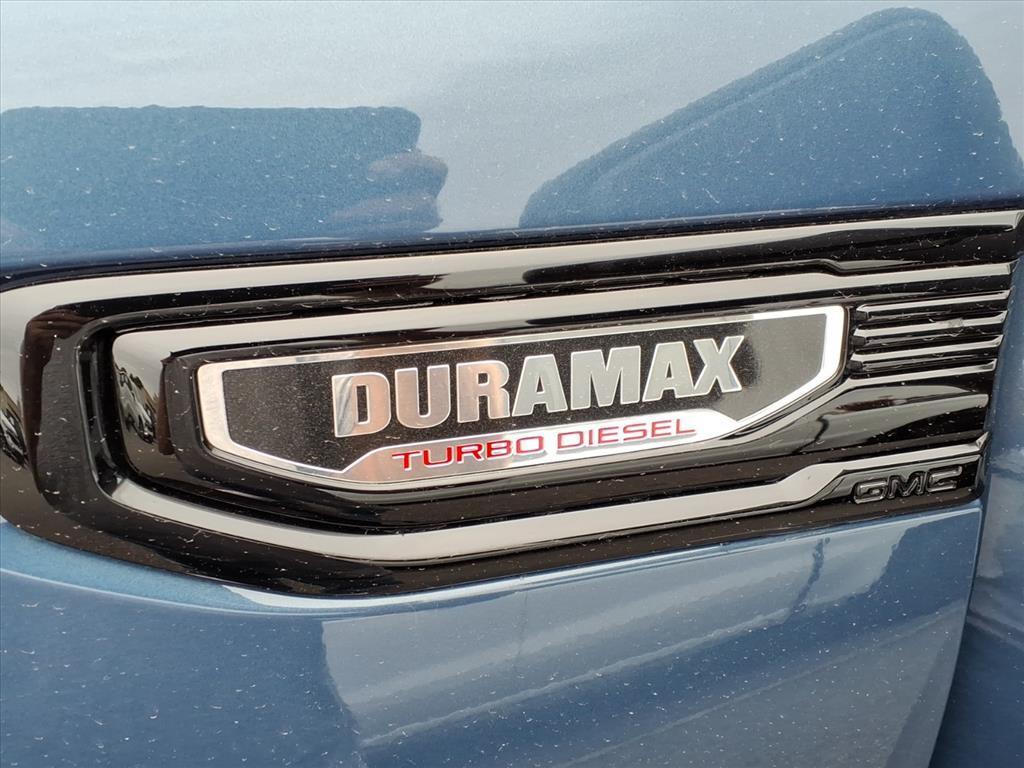 DURAMAX
TURBO DIESEL
GMC